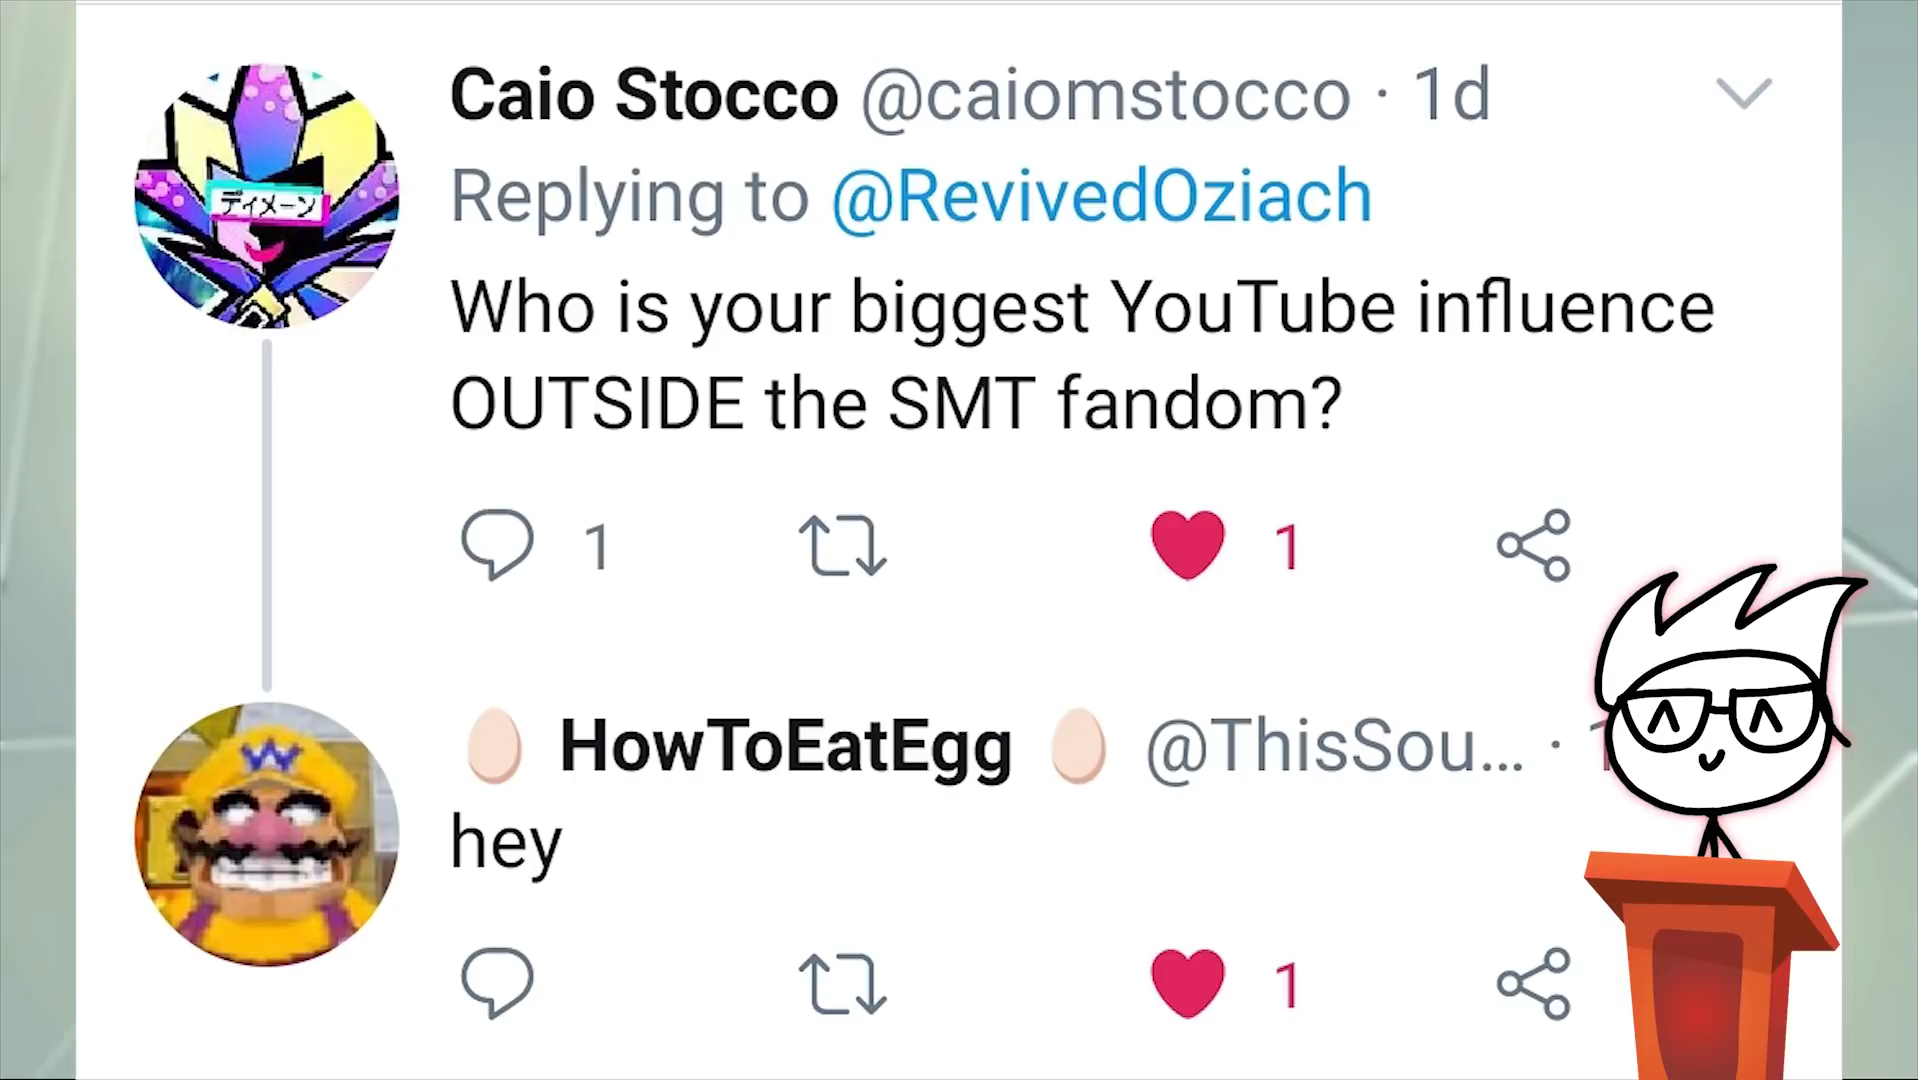 Caio Stocco @caiomstocco · 1d
Replying to @RevivedOziach
ディメーン
Who is your biggest YouTube influence
OUTSIDE the SMT fandom?
1 1
🥚 HowToEatEgg 🥚 @ThisSou... · 1
W
hey
1